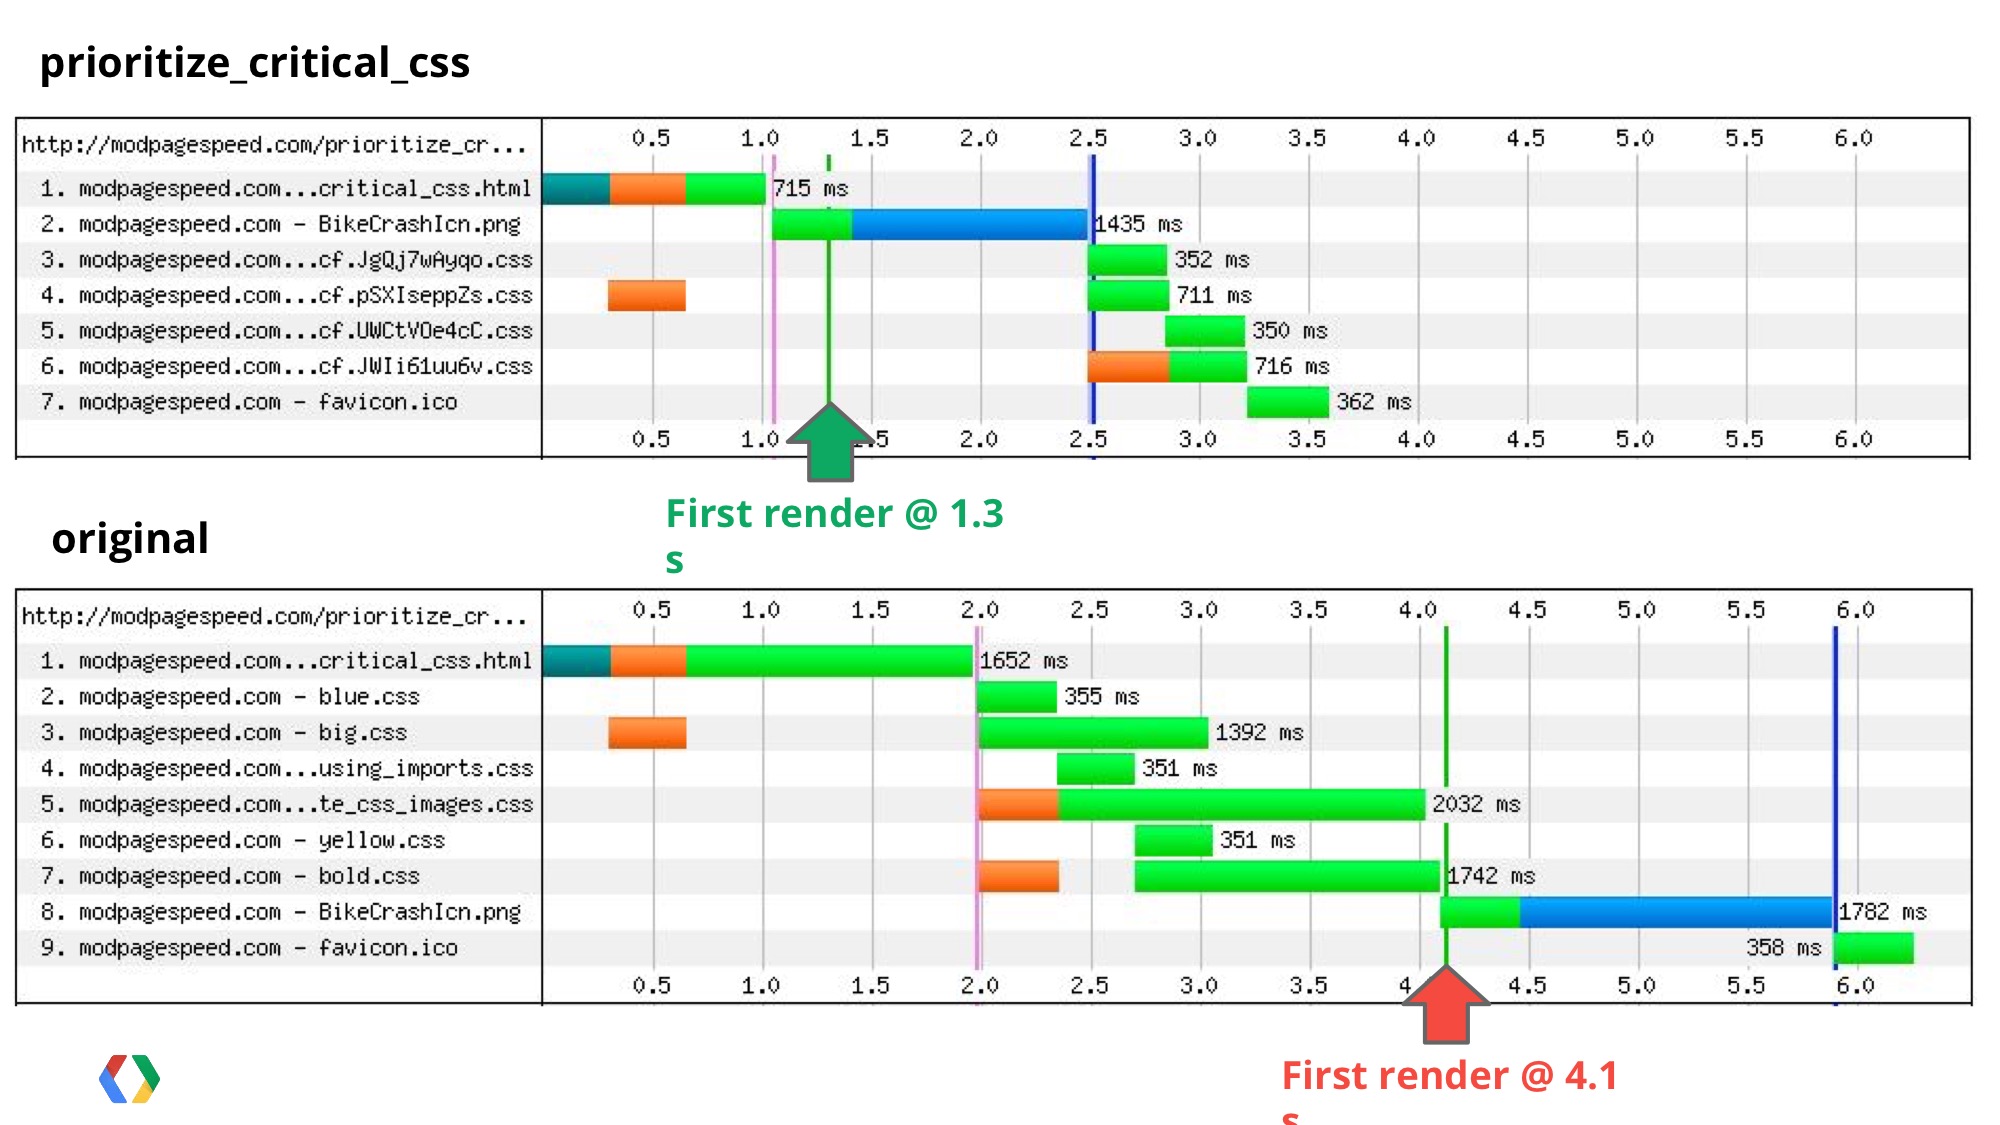 prioritize_critical_css
0.5 1.0 1.5 2.0 2.5 3.0 3.5 4.0 4.5 5.0 5.5 6.0
http://modpagespeed.com/prioritize_cr...
1. modpagespeed.com...critical_css.html 715 ms
2. modpagespeed.com - BikeCrashIcn.png 1435 ms
3. modpagespeed.com...cf.JgQj7wAyqo.css 352 ms
4. modpagespeed.com...cf.pSXIseppZs.css 711 ms
5. modpagespeed.com...cf.UWCtVOe4cC.css 350 ms
6. modpagespeed.com...cf.JWIi61uu6v.css 716 ms
7. modpagespeed.com - favicon.ico 362 ms
0.5 1.0 1.5 2.0 2.5 3.0 3.5 4.0 4.5 5.0 5.5 6.0
First render @ 1.3
s
original
0.5 1.0 1.5 2.0 2.5 3.0 3.5 4.0 4.5 5.0 5.5 6.0
http://modpagespeed.com/prioritize_cr...
1. modpagespeed.com...critical_css.html 1652 ms
2. modpagespeed.com - blue.css 355 ms
3. modpagespeed.com - big.css 1392 ms
4. modpagespeed.com...using_imports.css 351 ms
5. modpagespeed.com...te_css_images.css 2032 ms
6. modpagespeed.com - yellow.css 351 ms
7. modpagespeed.com - bold.css 1742 ms
8. modpagespeed.com - BikeCrashIcn.png 1782 ms
9. modpagespeed.com - favicon.ico 358 ms
0.5 1.0 1.5 2.0 2.5 3.0 3.5 4 4.5 5.0 5.5 6.0
First render @ 4.1
s